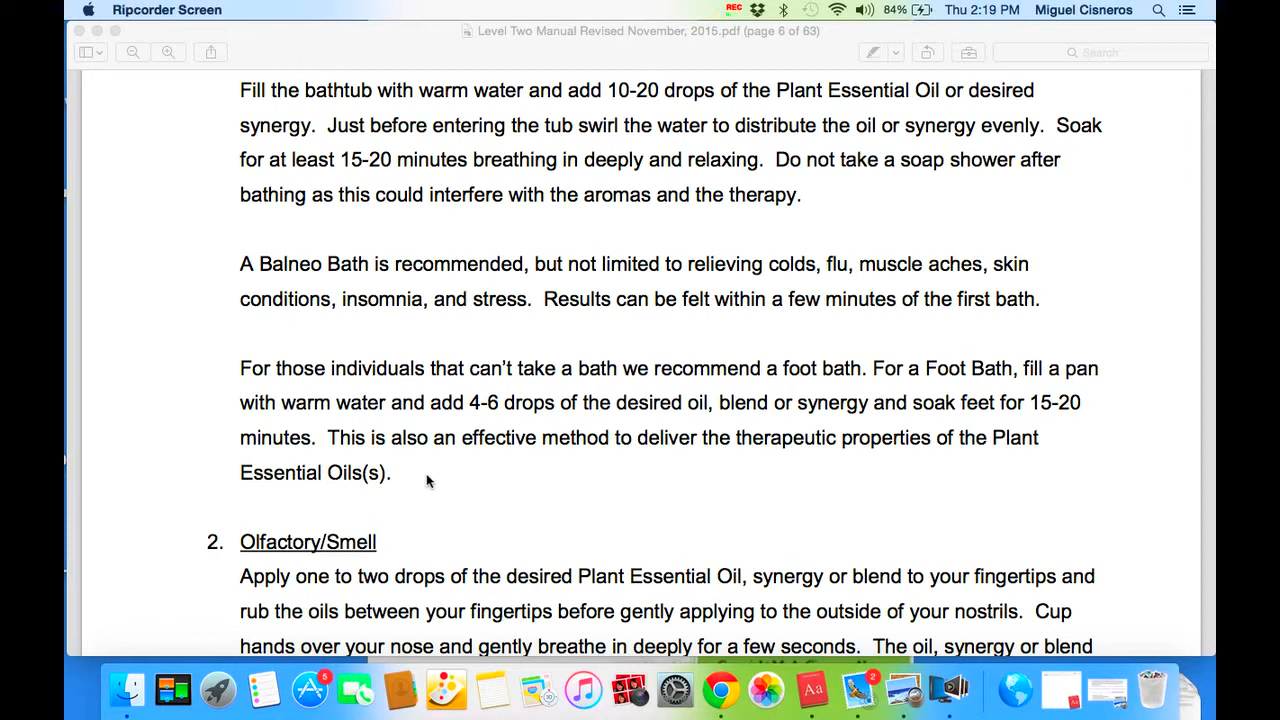 Ripcorder Screen
REC
84%
Thu 2:19 PM
Miguel Cisneros
Level Two Manual Revised November, 2015.pdf (page 6 of 63)
Search
Fill the bathtub with warm water and add 10-20 drops of the Plant Essential Oil or desired
synergy.  Just before entering the tub swirl the water to distribute the oil or synergy evenly.  Soak
for at least 15-20 minutes breathing in deeply and relaxing.  Do not take a soap shower after
bathing as this could interfere with the aromas and the therapy.
A Balneo Bath is recommended, but not limited to relieving colds, flu, muscle aches, skin
conditions, insomnia, and stress.  Results can be felt within a few minutes of the first bath.
For those individuals that can’t take a bath we recommend a foot bath. For a Foot Bath, fill a pan
with warm water and add 4-6 drops of the desired oil, blend or synergy and soak feet for 15-20
minutes.  This is also an effective method to deliver the therapeutic properties of the Plant
Essential Oils(s).
2. Olfactory/Smell
Apply one to two drops of the desired Plant Essential Oil, synergy or blend to your fingertips and
rub the oils between your fingertips before gently applying to the outside of your nostrils.  Cup
hands over your nose and gently breathe in deeply for a few seconds.  The oil, synergy or blend
5
Aa
2